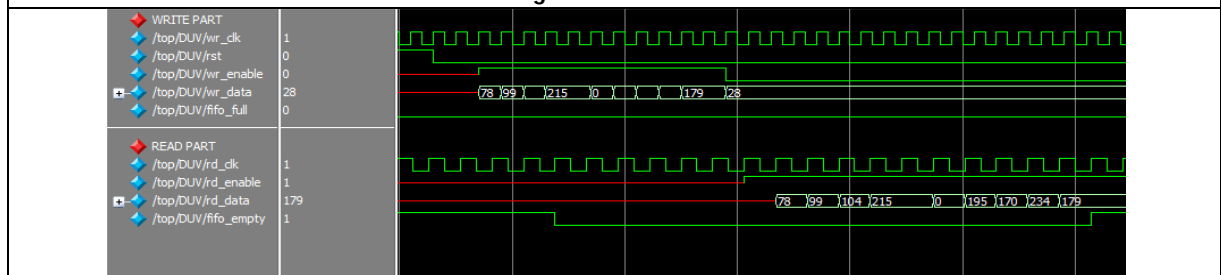 WRITE PART
/top/DUV/wr_clk 1
/top/DUV/rst 0
/top/DUV/wr_enable 0
/top/DUV/wr_data 28 78 99 215 0 179 28
/top/DUV/fifo_full 0
READ PART
/top/DUV/rd_clk 1
/top/DUV/rd_enable 1
/top/DUV/rd_data 179 78 99 104 215 0 195 170 234 179
/top/DUV/fifo_empty 1